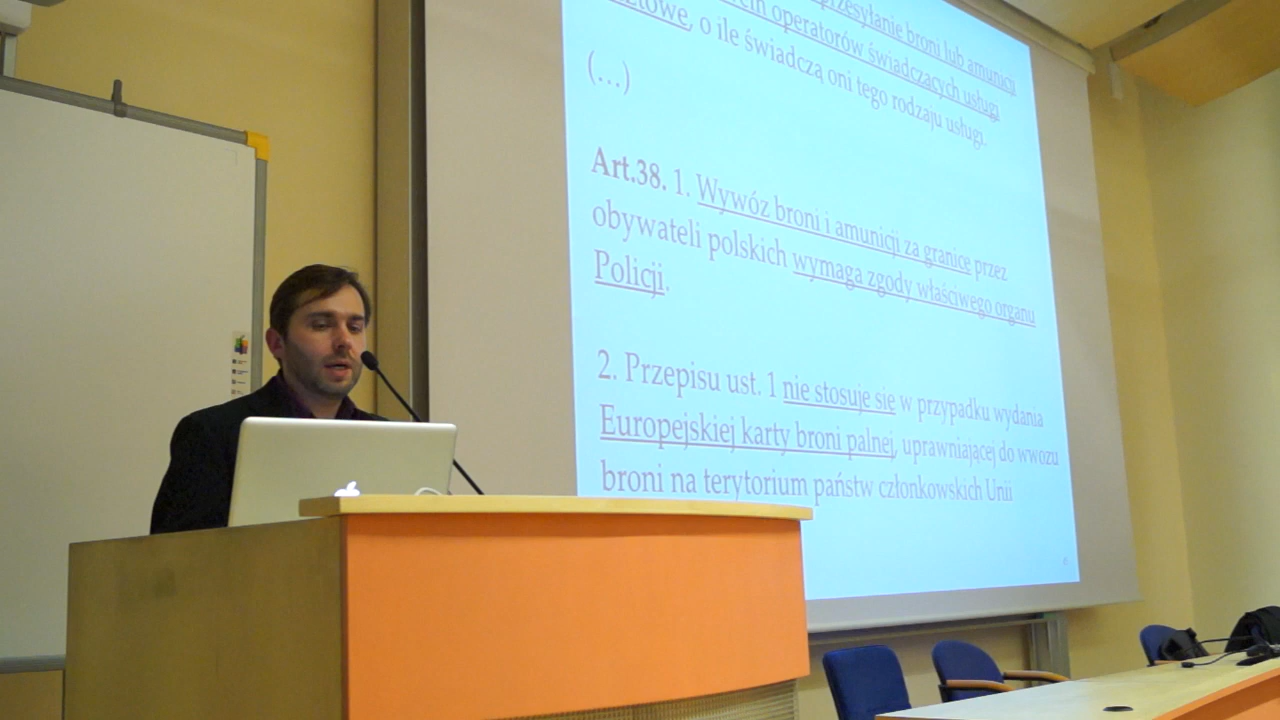 przesyłanie broni lub amunicji
operatorów świadczących usługi
o ile świadczą oni tego rodzaju usługi.
(...)
Art.38. 1. Wywóz broni i amunicji za granicę przez
obywateli polskich wymaga zgody właściwego organu
Policji.
2. Przepisu ust. 1 nie stosuje się w przypadku wydania
Europejskiej karty broni palnej, uprawniającej do wwozu
broni na terytorium państw członkowskich Unii